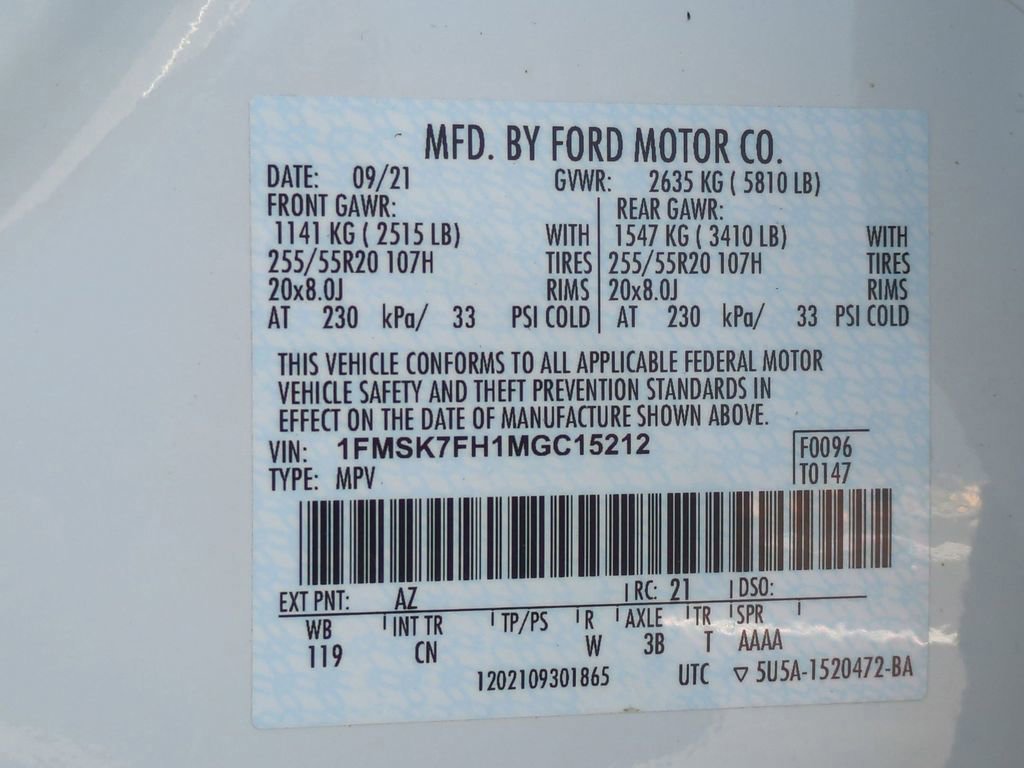 MFD. BY FORD MOTOR CO.
DATE: 09/21 GVWR: 2635 KG ( 5810 LB)
FRONT GAWR: REAR GAWR:
1141 KG ( 2515 LB) WITH 1547 KG ( 3410 LB) WITH
255/55R20 107H TIRES 255/55R20 107H TIRES
20x8.0J RIMS 20x8.0J RIMS
AT 230 kPa/ 33 PSI COLD AT 230 kPa/ 33 PSI COLD
THIS VEHICLE CONFORMS TO ALL APPLICABLE FEDERAL MOTOR
VEHICLE SAFETY AND THEFT PREVENTION STANDARDS IN
EFFECT ON THE DATE OF MANUFACTURE SHOWN ABOVE.
VIN: 1FMSK7FH1MGC15212 F0096
TYPE: MPV T0147
EXT PNT: AZ RC: 21 DSO:
WB INT TR TP/PS R AXLE TR SPR
119 CN W 3B T AAAA
1202109301865 UTC ▽ 5U5A-1520472-BA